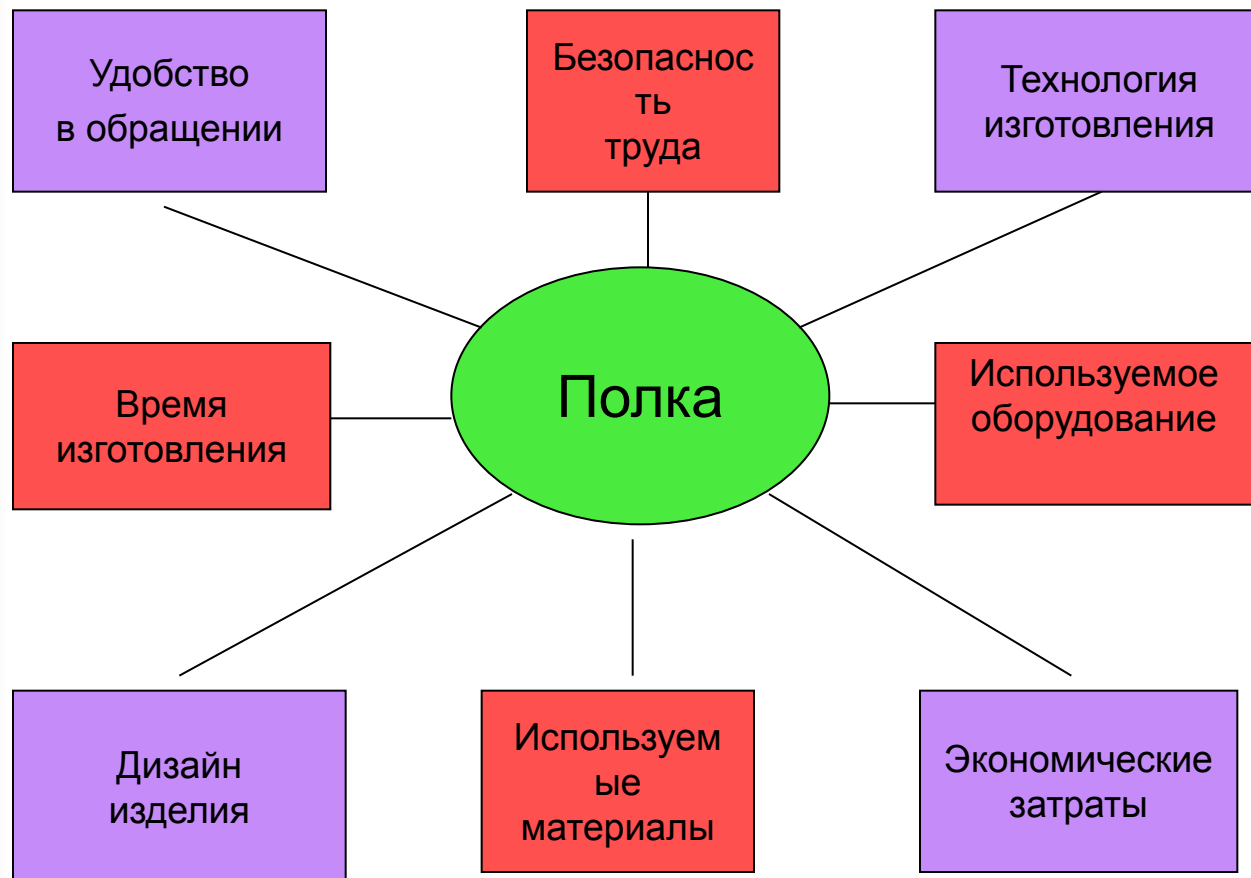 Удобство
в обращении
Безопаснос
ть
труда
Технология
изготовления
Время
изготовления
Полка
Используемое
оборудование
Дизайн
изделия
Используем
ые
материалы
Экономические
затраты